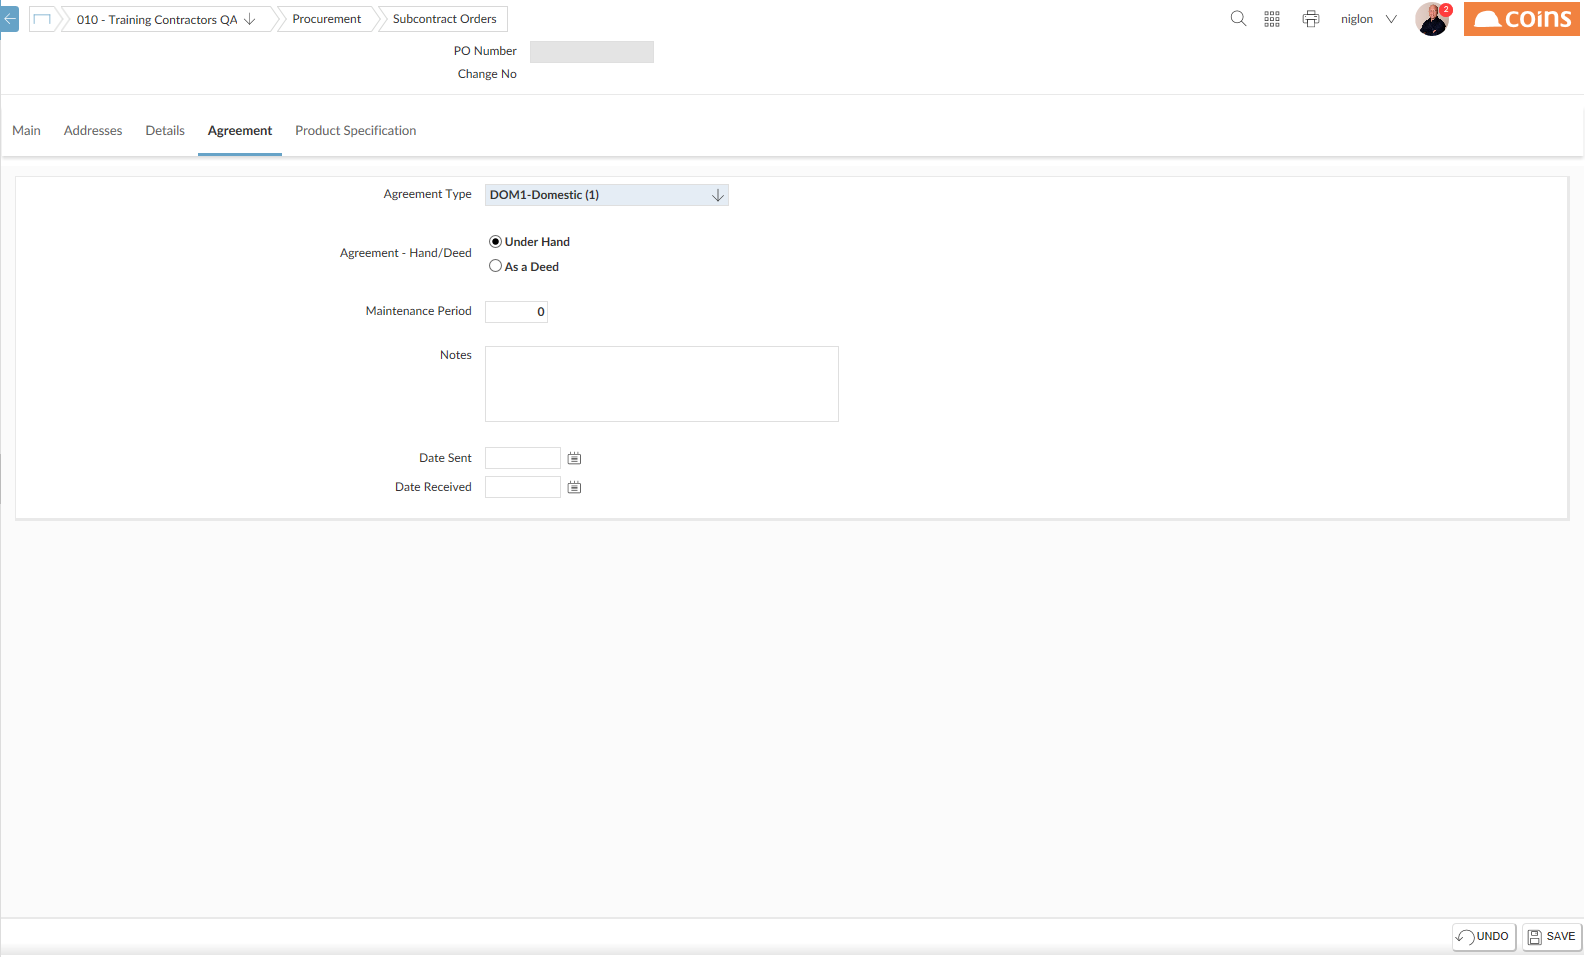 010 - Training Contractors QA
Procurement
Subcontract Orders
niglon
2
coins
PO Number
Change No
Main
Addresses
Details
Agreement
Product Specification
Agreement Type
DOM1-Domestic (1)
Agreement - Hand/Deed
Under Hand
As a Deed
Maintenance Period
0
Notes
Date Sent
Date Received
UNDO
SAVE